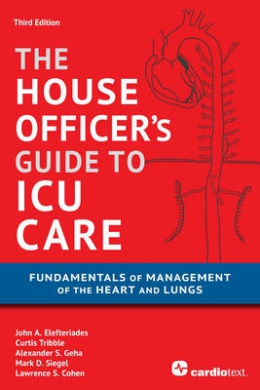 Third Edition
THE
HOUSE
OFFICER's
GUIDE TO
ICU
CARE
FUNDAMENTALS OF MANAGEMENT
OF THE HEART AND LUNGS
John A. Elefteriades
Curtis Tribble
Alexander S. Geha
Mark D. Siegel
Lawrence S. Cohen
cardiotext.